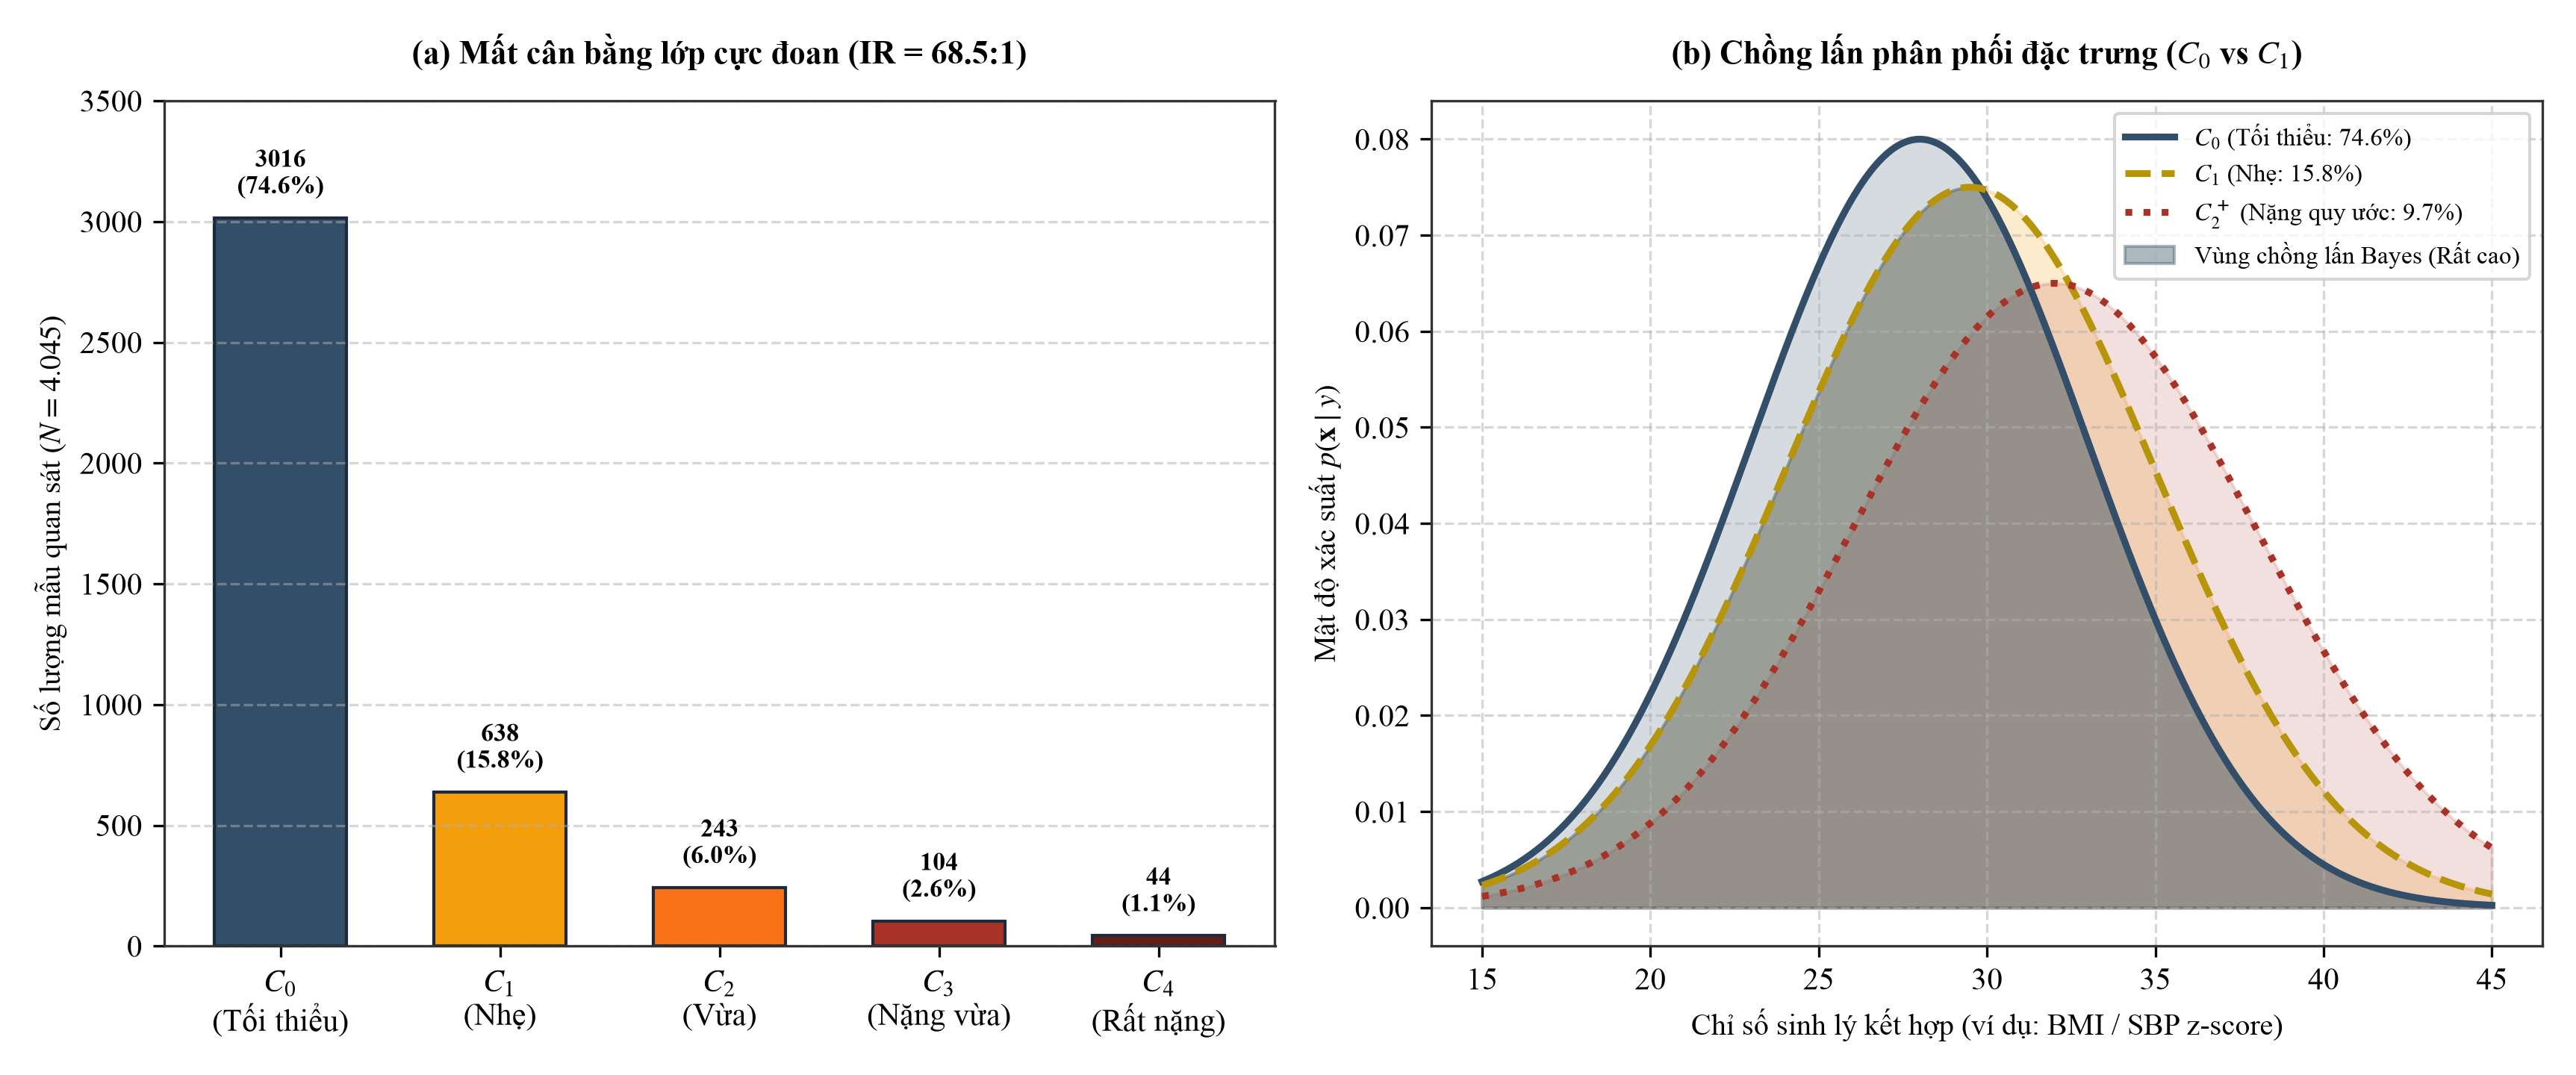 (a) Mất cân bằng lớp cực đoan (IR = 68.5:1)
Số lượng mẫu quan sát (N = 4.045)
3500
3000
2500
2000
1500
1000
500
0
3016
(74.6%)
638
(15.8%)
243
(6.0%)
104
(2.6%)
44
(1.1%)
C₀
(Tối thiểu)
C₁
(Nhẹ)
C₂
(Vừa)
C₃
(Nặng vừa)
C₄
(Rất nặng)
(b) Chồng lấn phân phối đặc trưng (C₀ vs C₁)
Mật độ xác suất p(x | y)
0.08
0.07
0.06
0.05
0.04
0.03
0.02
0.01
0.00
C₀ (Tối thiểu: 74.6%)
C₁ (Nhẹ: 15.8%)
C₂⁺ (Nặng quy ước: 9.7%)
Vùng chồng lấn Bayes (Rất cao)
15 20 25 30 35 40 45
Chỉ số sinh lý kết hợp (ví dụ: BMI / SBP z-score)